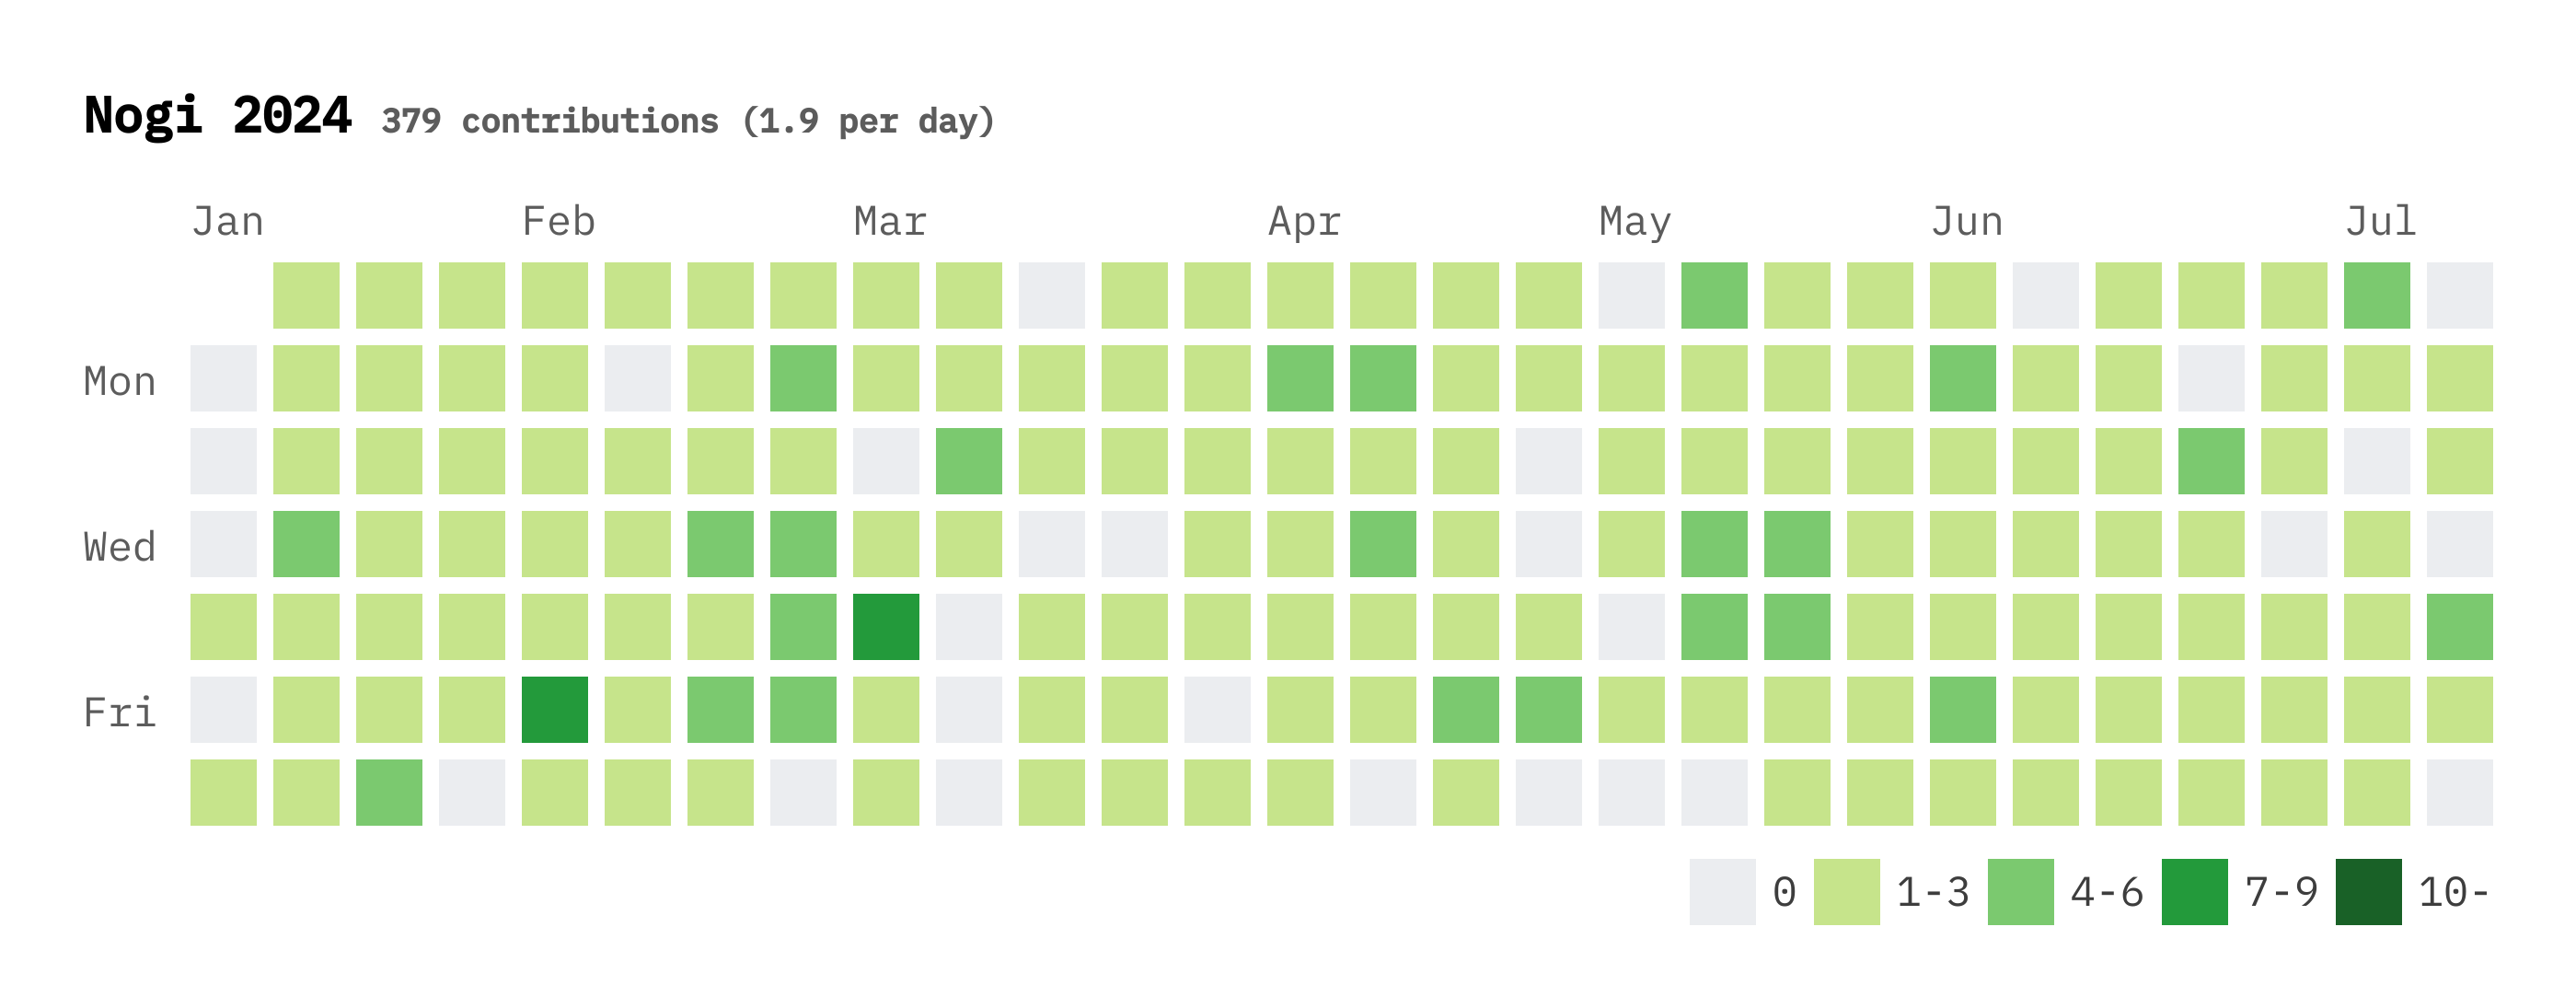 Nogi 2024 379 contributions (1.9 per day)
Jan Feb Mar Apr May Jun Jul
Mon
Wed
Fri
0 1-3 4-6 7-9 10-